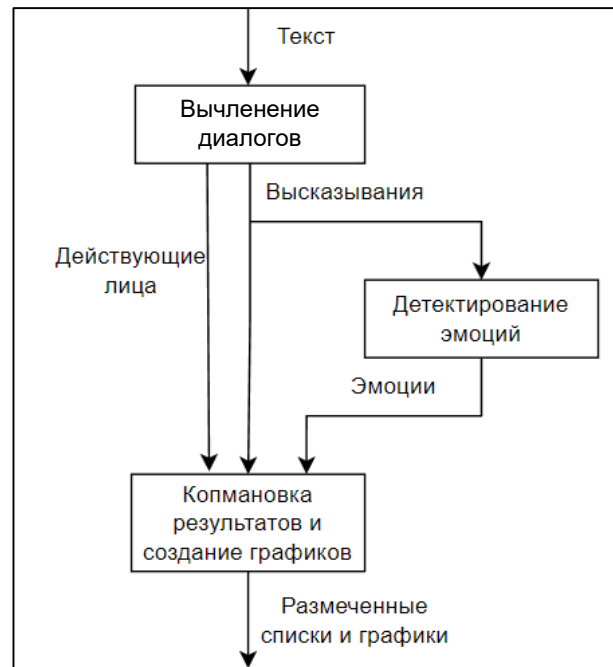 Текст
Вычленение
диалогов
Высказывания
Действующие
лица
Детектирование
эмоций
Эмоции
Копмановка
результатов и
создание графиков
Размеченные
списки и графики